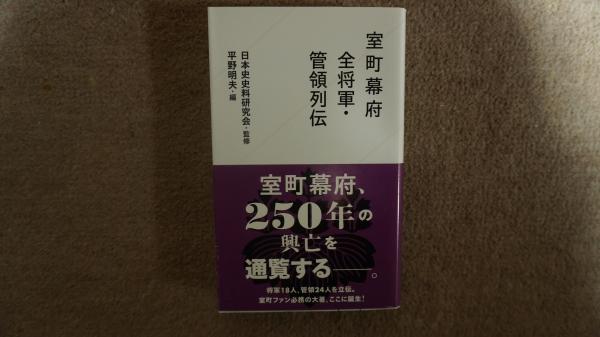 室町幕府
全将軍・
管領列伝
日本史史料研究会・監修
平野明夫・編
室町幕府、
250年の
興亡を
通覧する――。
将軍18人、管領24人を立伝。
室町ファン必携の大著、ここに誕生!